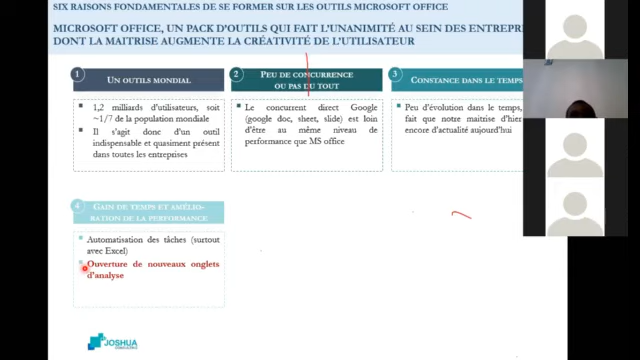 SIX RAISONS FONDAMENTALES DE SE FORMER SUR LES OUTILS MICROSOFT OFFICE
MICROSOFT OFFICE, UN PACK D'OUTILS QUI FAIT L'UNANIMITÉ AU SEIN DES ENTREPR
DONT LA MAITRISE AUGMENTE LA CRÉATIVITÉ DE L'UTILISATEUR
1
UN OUTILS MONDIAL
1,2 milliards d'utilisateurs, soit
~1/7 de la population mondiale
Il s'agit donc d'un outil
indispensable et quasiment présent
dans toutes les entreprises
2
PEU DE CONCURRENCE
OU PAS DU TOUT
Le concurrent direct Google
(google doc, sheet, slide) est loin
d'être au même niveau de
performance que MS office
3
CONSTANCE DANS LE TEMPS
Peu d'évolution dans le temps,
fait que notre maitrise d'hier
encore d'actualité aujourd'hui
4
GAIN DE TEMPS ET AMÉLIO-
RATION DE LA PERFORMANCE
Automatisation des tâches (surtout
avec Excel)
Ouverture de nouveaux onglets
d'analyse
JOSHUA